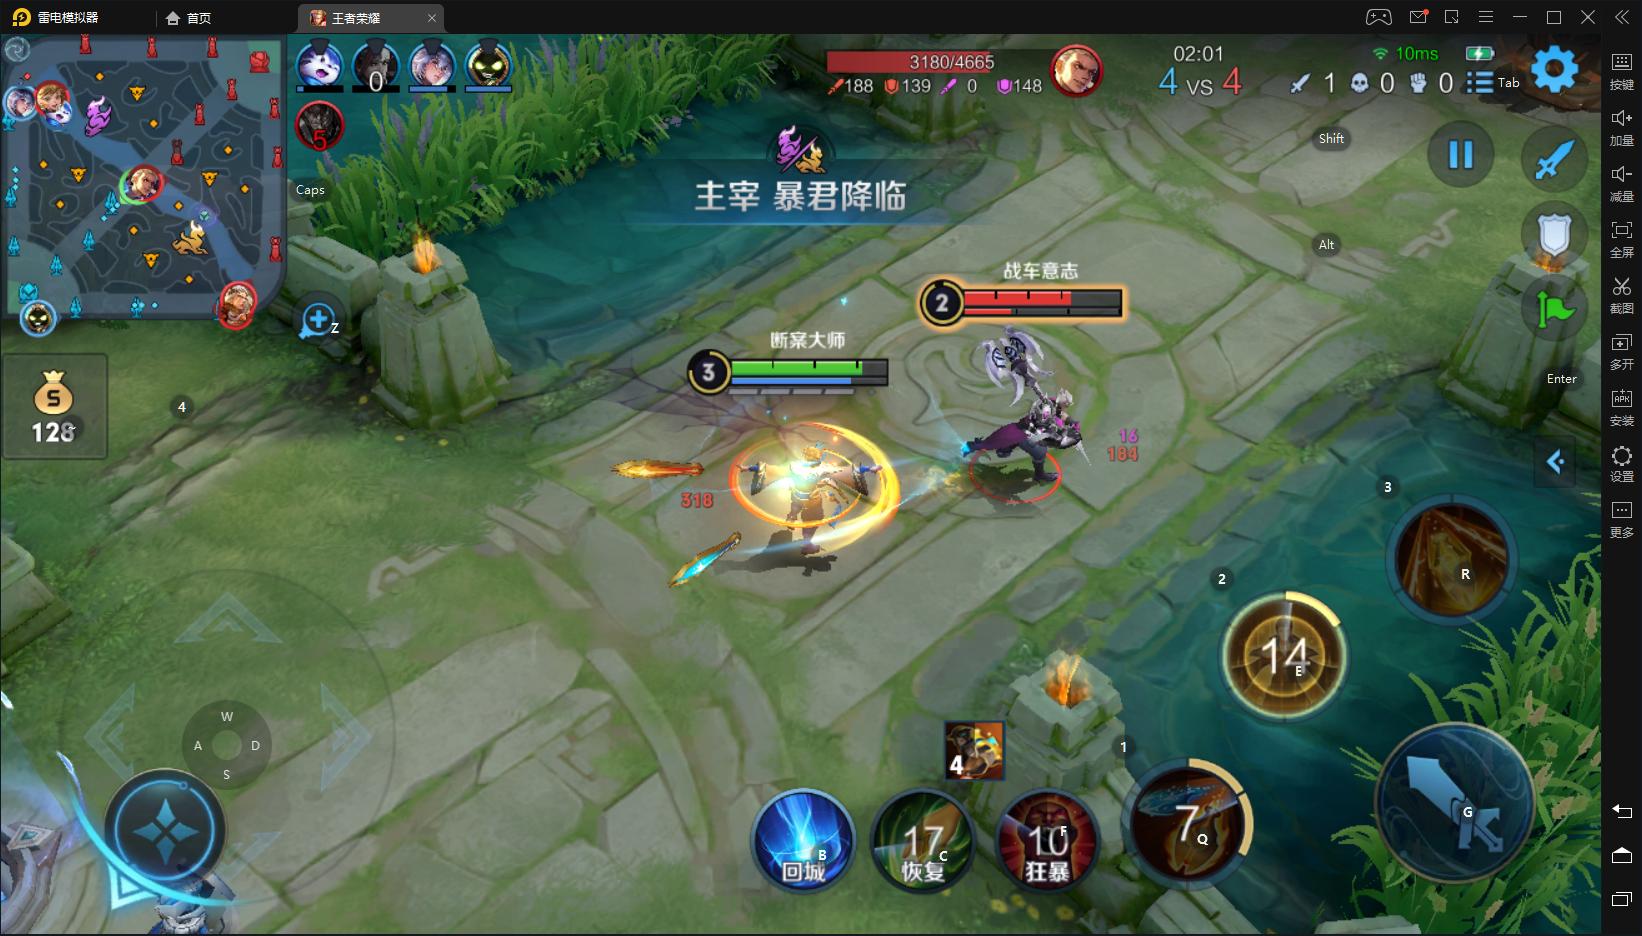 雷电模拟器
首页
王者荣耀
3180/4665
188 139 0 148
02:01
4 VS 4
10ms
1 0 0
Tab
0
5
Caps
Shift
Alt
Enter
主宰 暴君降临
Z
128
4
断案大师
3
战车意志
2
318
16
184
3
R
2
14
E
1
7
Q
G
W
A
D
S
4
B
回城
17
C
恢复
10
F
狂暴
按键
加量
减量
全屏
截图
多开
APK
安装
设置
更多